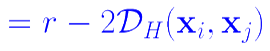 = r − 2𝒟_H(𝐱_i, 𝐱_j)